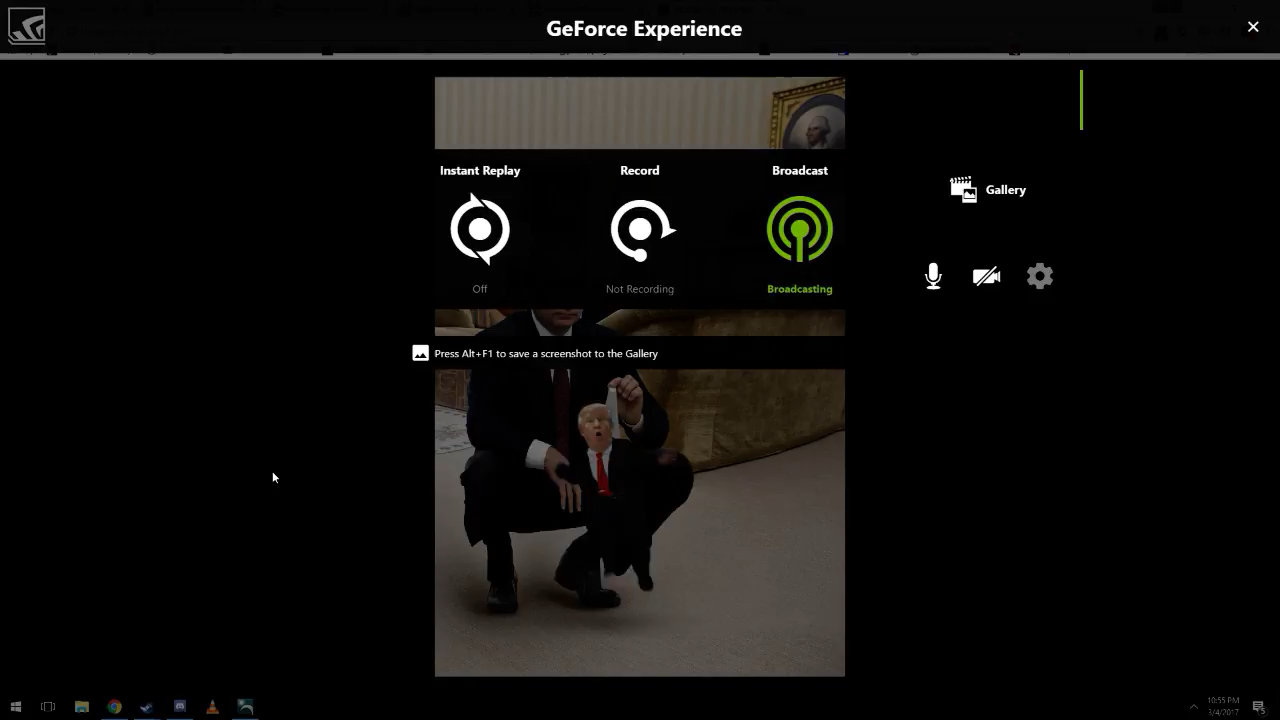 GeForce Experience
Instant Replay
Record
Broadcast
Gallery
Off
Not Recording
Broadcasting
Press Alt+F1 to save a screenshot to the Gallery
10:55 PM
3/4/2017